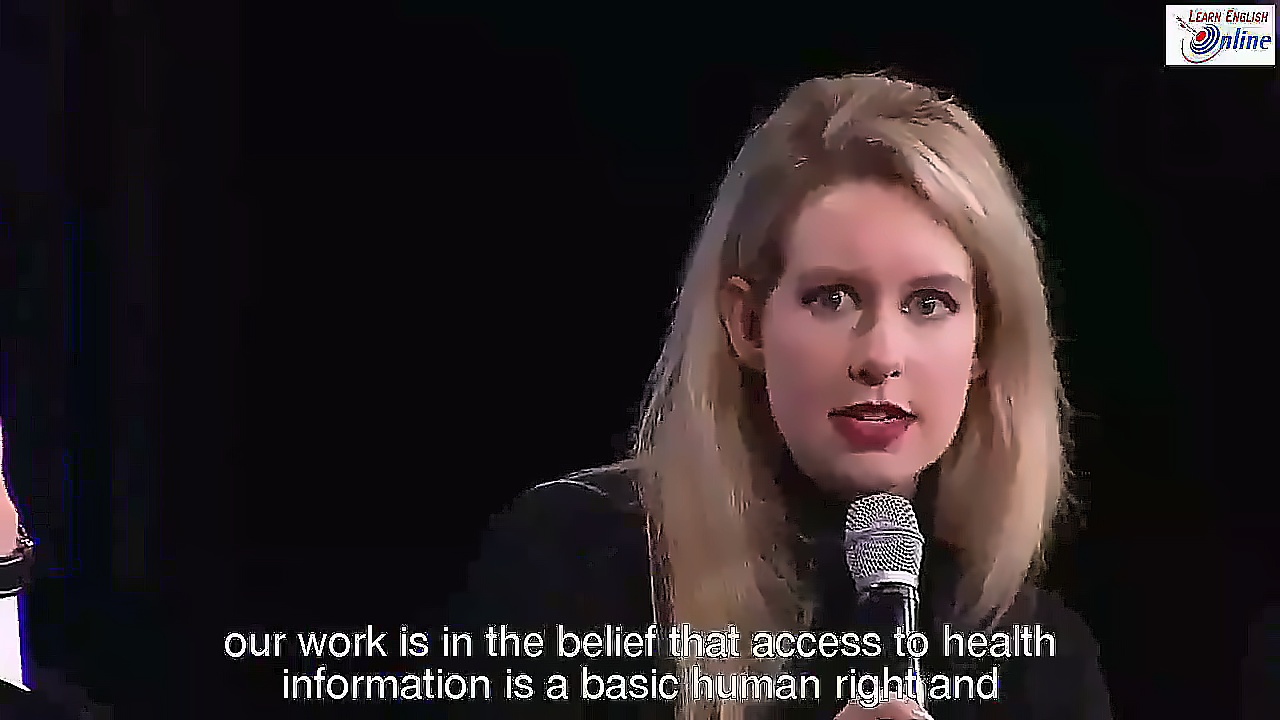 LEARN ENGLISH
Online
our work is in the belief that access to health
information is a basic human right and